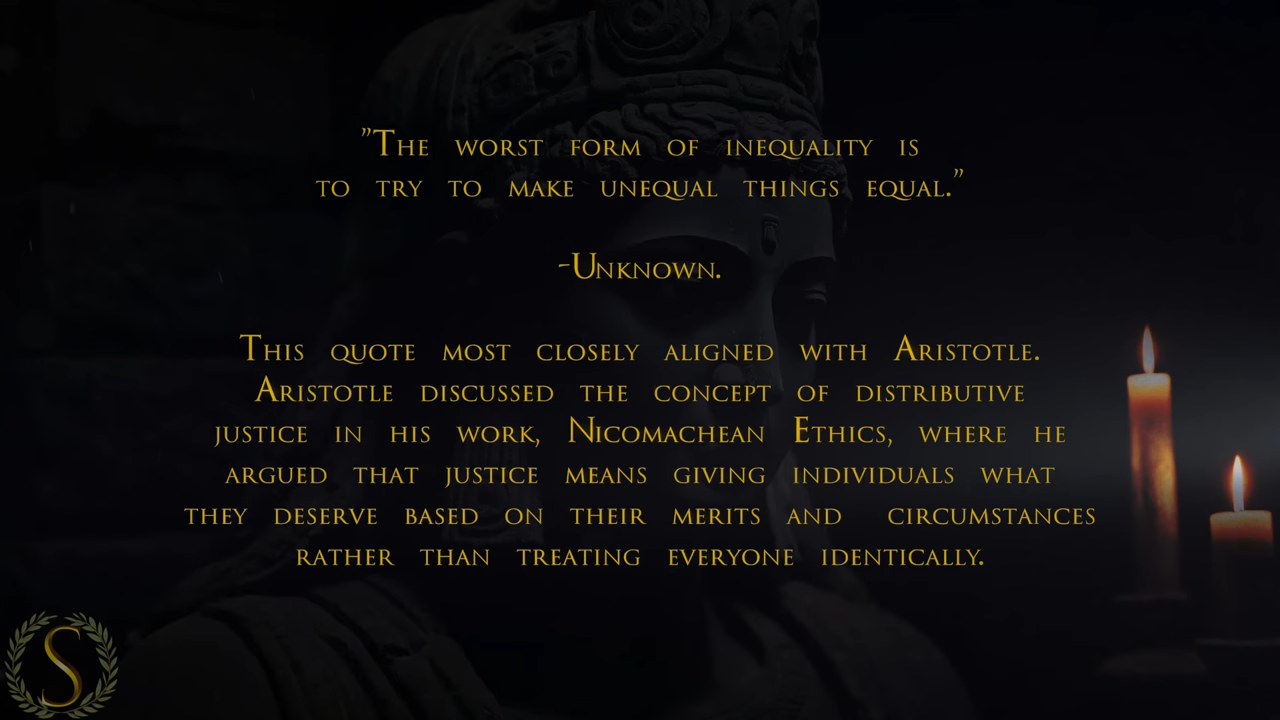 "The worst form of inequality is
to try to make unequal things equal."
-Unknown.
This quote most closely aligned with Aristotle.
Aristotle discussed the concept of distributive
justice in his work, Nicomachean Ethics, where he
argued that justice means giving individuals what
they deserve based on their merits and circumstances
rather than treating everyone identically.
S